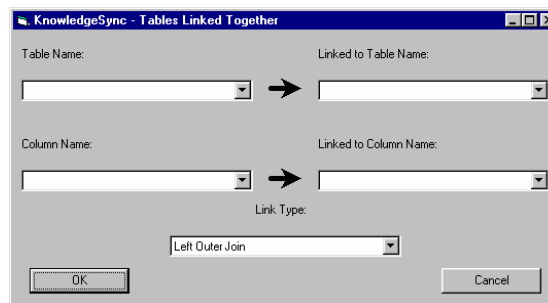 KnowledgeSync - Tables Linked Together
Table Name: Linked to Table Name:
Column Name: Linked to Column Name:
Link Type:
Left Outer Join
OK Cancel